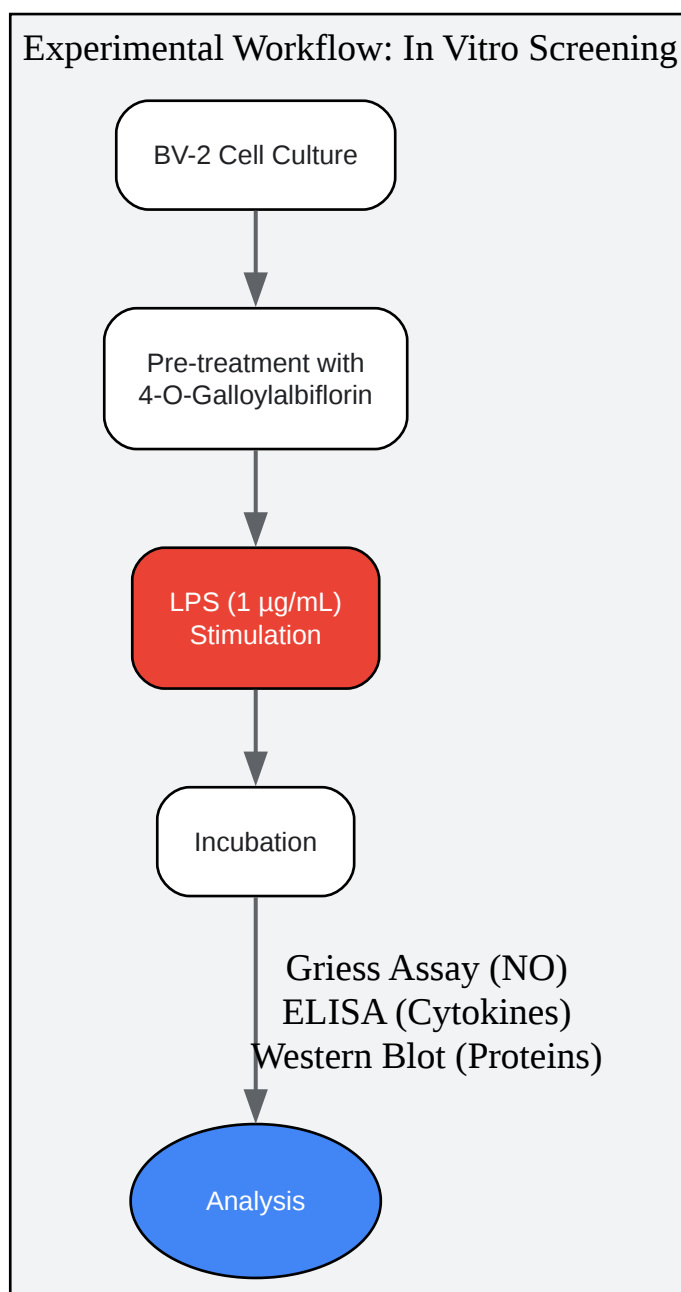 Experimental Workflow: In Vitro Screening
BV-2 Cell Culture
Pre-treatment with
4-O-Galloylalbiflorin
LPS (1 µg/mL)
Stimulation
Incubation
Griess Assay (NO)
ELISA (Cytokines)
Western Blot (Proteins)
Analysis